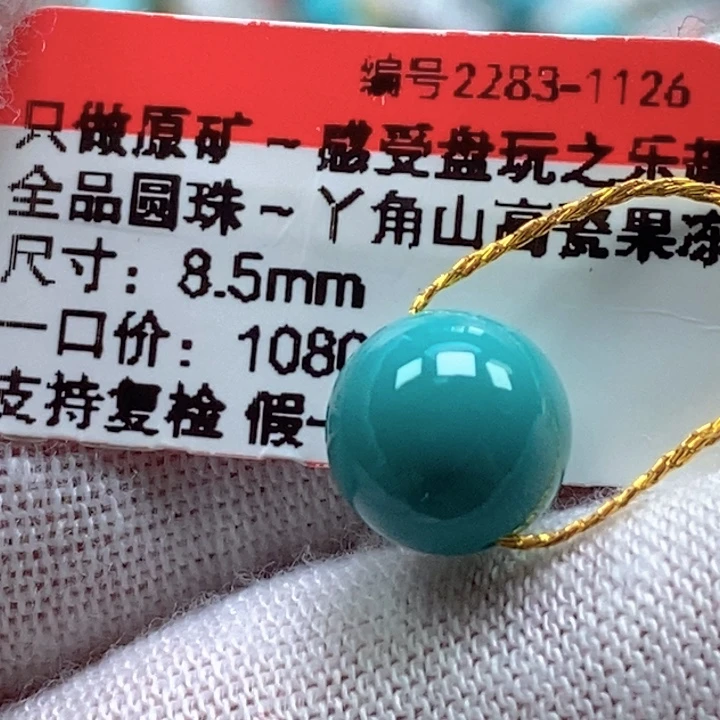 编号2283-1126
只做原矿~感受盘玩之乐趣
全品圆珠~丫角山高瓷果冻
尺寸：8.5mm
一口价：1080
支持复检 假一